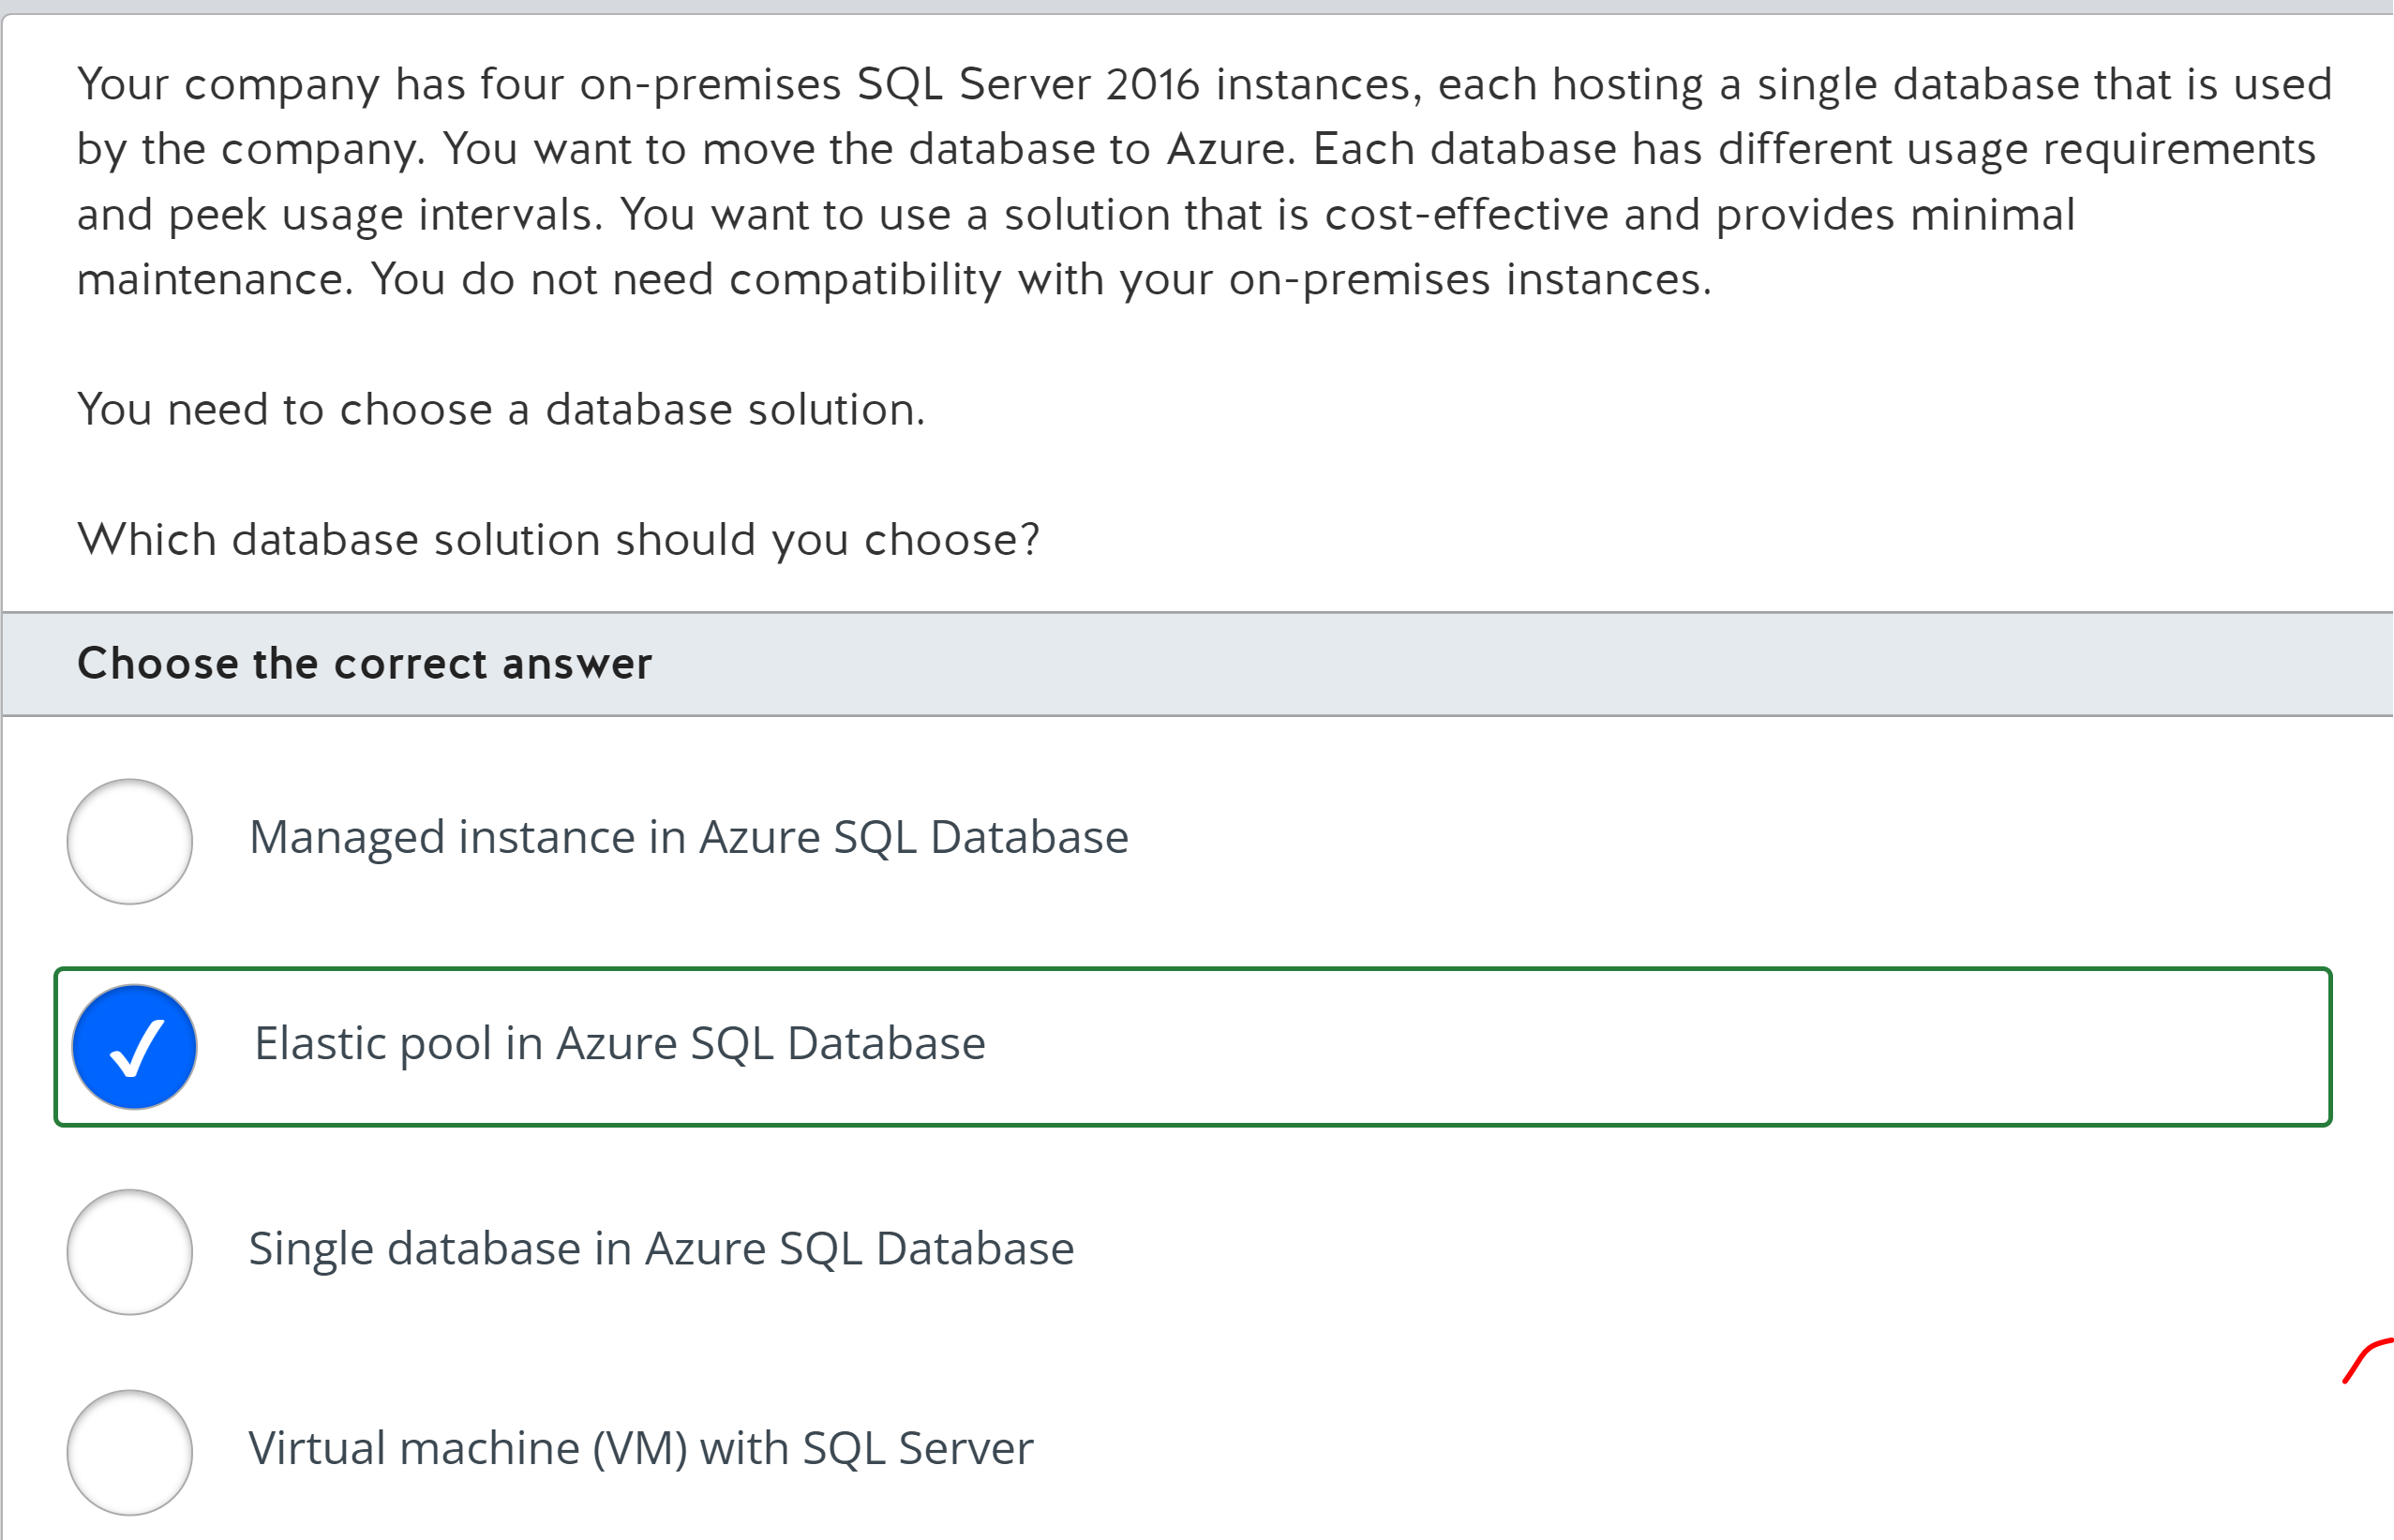 Your company has four on-premises SQL Server 2016 instances, each hosting a single database that is used
by the company. You want to move the database to Azure. Each database has different usage requirements
and peek usage intervals. You want to use a solution that is cost-effective and provides minimal
maintenance. You do not need compatibility with your on-premises instances.
You need to choose a database solution.
Which database solution should you choose?
Choose the correct answer
Managed instance in Azure SQL Database
Elastic pool in Azure SQL Database
Single database in Azure SQL Database
Virtual machine (VM) with SQL Server